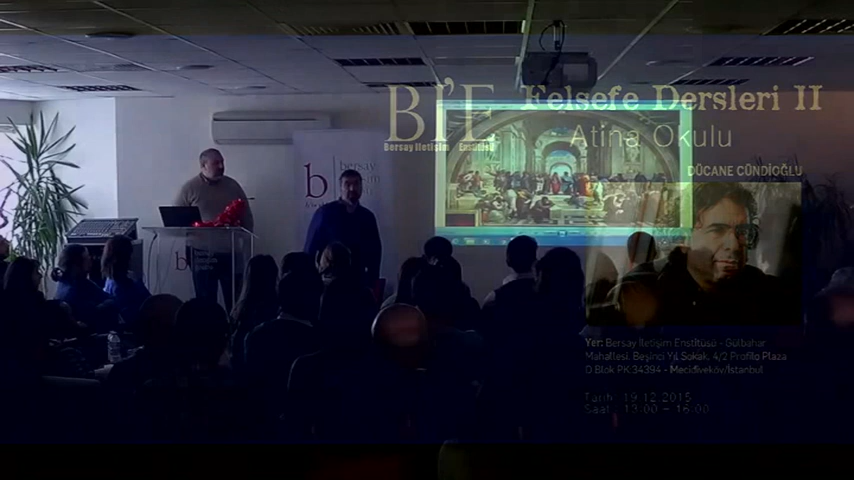 BİE
Bersay İletişim Enstitüsü
Felsefe Dersleri II
Atina Okulu
DÜCANE CÜNDİOĞLU
b
bersay
Yer: Bersay İletişim Enstitüsü - Gülbahar
Mahallesi, Beşinci Yıl Sokak, 4/2 Profilo Plaza
D Blok PK:34394 - Mecidiyeköy/İstanbul
Tarih: 19.12.2015
Saat: 13:00 - 16:00